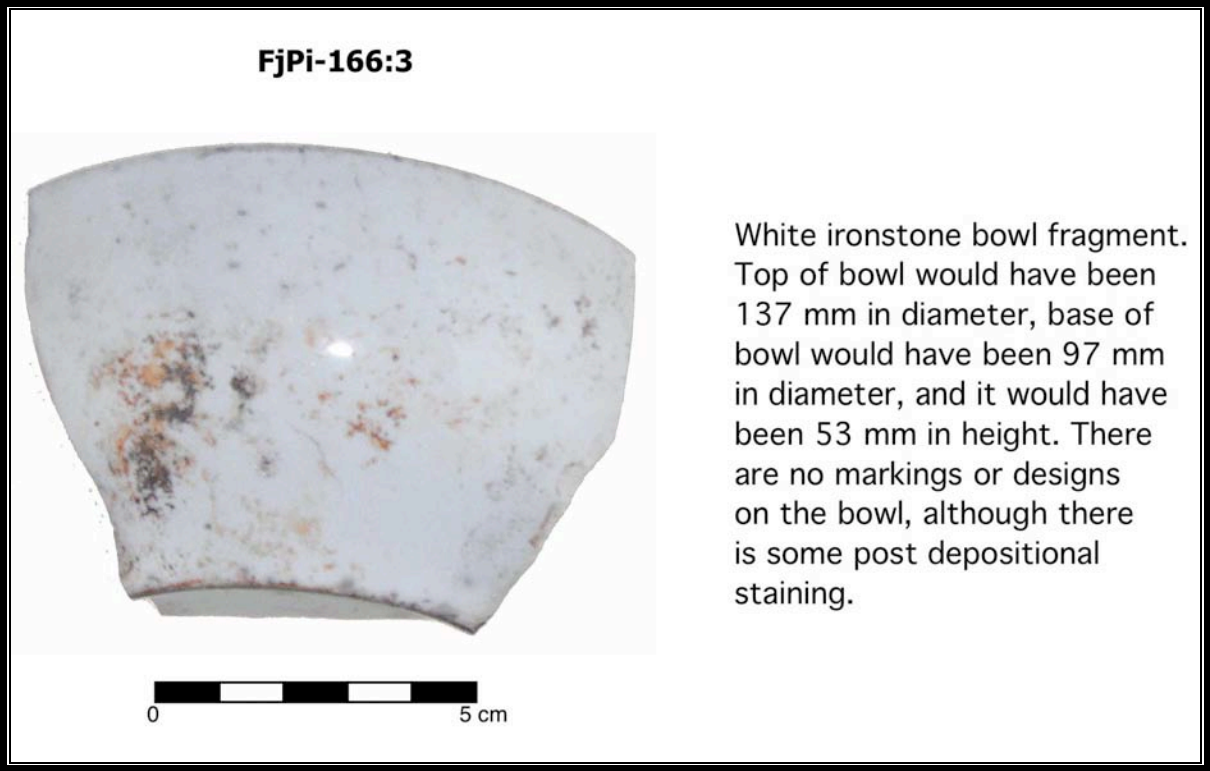 FjPi-166:3
White ironstone bowl fragment.
Top of bowl would have been
137 mm in diameter, base of
bowl would have been 97 mm
in diameter, and it would have
been 53 mm in height. There
are no markings or designs
on the bowl, although there
is some post depositional
staining.
0 5 cm